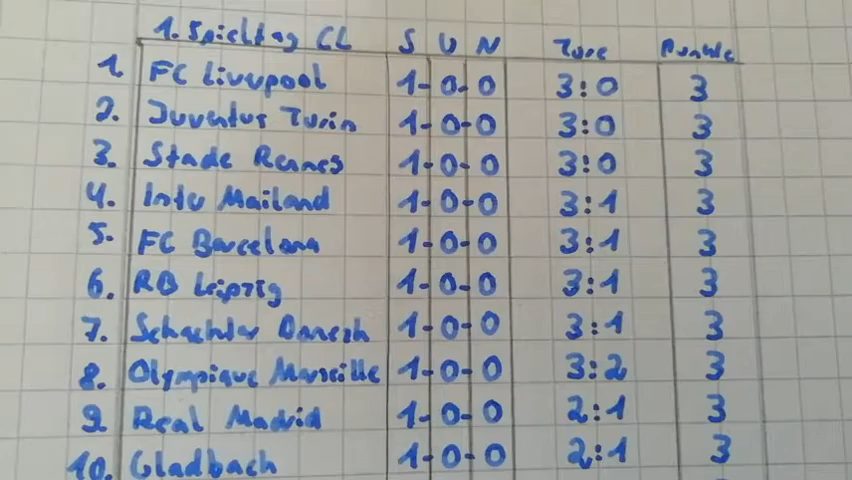 1. Spieltag CL S U N Tore Punkte
1. FC Liverpool 1-0-0 3:0 3
2. Juventus Turin 1-0-0 3:0 3
3. Stade Rennes 1-0-0 3:0 3
4. Inter Mailand 1-0-0 3:1 3
5. FC Barcelona 1-0-0 3:1 3
6. RB Leipzig 1-0-0 3:1 3
7. Schachtar Donezk 1-0-0 3:1 3
8. Olympique Marseille 1-0-0 3:2 3
9. Real Madrid 1-0-0 2:1 3
10. Gladbach 1-0-0 2:1 3